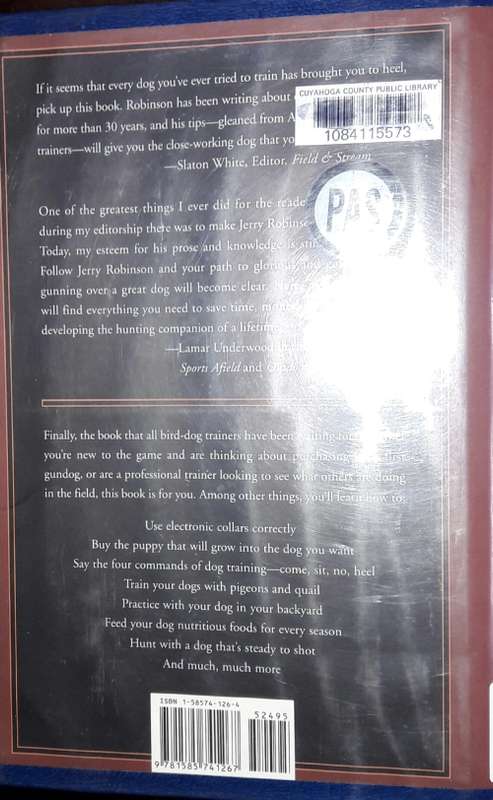 If it seems that every dog you've ever tried to train has brought you to heel,
pick up this book. Robinson has been writing about
for more than 30 years, and his tips—gleaned from A
trainers—will give you the close-working dog that yo
—Slaton White, Editor, Field & Stream
CUYAHOGA COUNTY PUBLIC LIBRARY
1084115573
PAS
One of the greatest things I ever did for the reade
during my editorship there was to make Jerry Robins
Today, my esteem for his prose and knowledge is sti
Follow Jerry Robinson and your path to
gunning over a great dog will become clear.
will find everything you need to save time,
developing the hunting companion of a lifetim
—Lamar Underwood
Sports Afield and
Finally, the book that all bird-dog trainers have been waiting for
you're new to the game and are thinking about purchasing first
gundog, or are a professional trainer looking to see what others are doing
in the field, this book is for you. Among other things, you'll learn how to:
Use electronic collars correctly
Buy the puppy that will grow into the dog you want
Say the four commands of dog training—come, sit, no, heel
Train your dogs with pigeons and quail
Practice with your dog in your backyard
Feed your dog nutritious foods for every season
Hunt with a dog that's steady to shot
And much, much more
ISBN 1-58574-126-4
52495
9 781585 741267